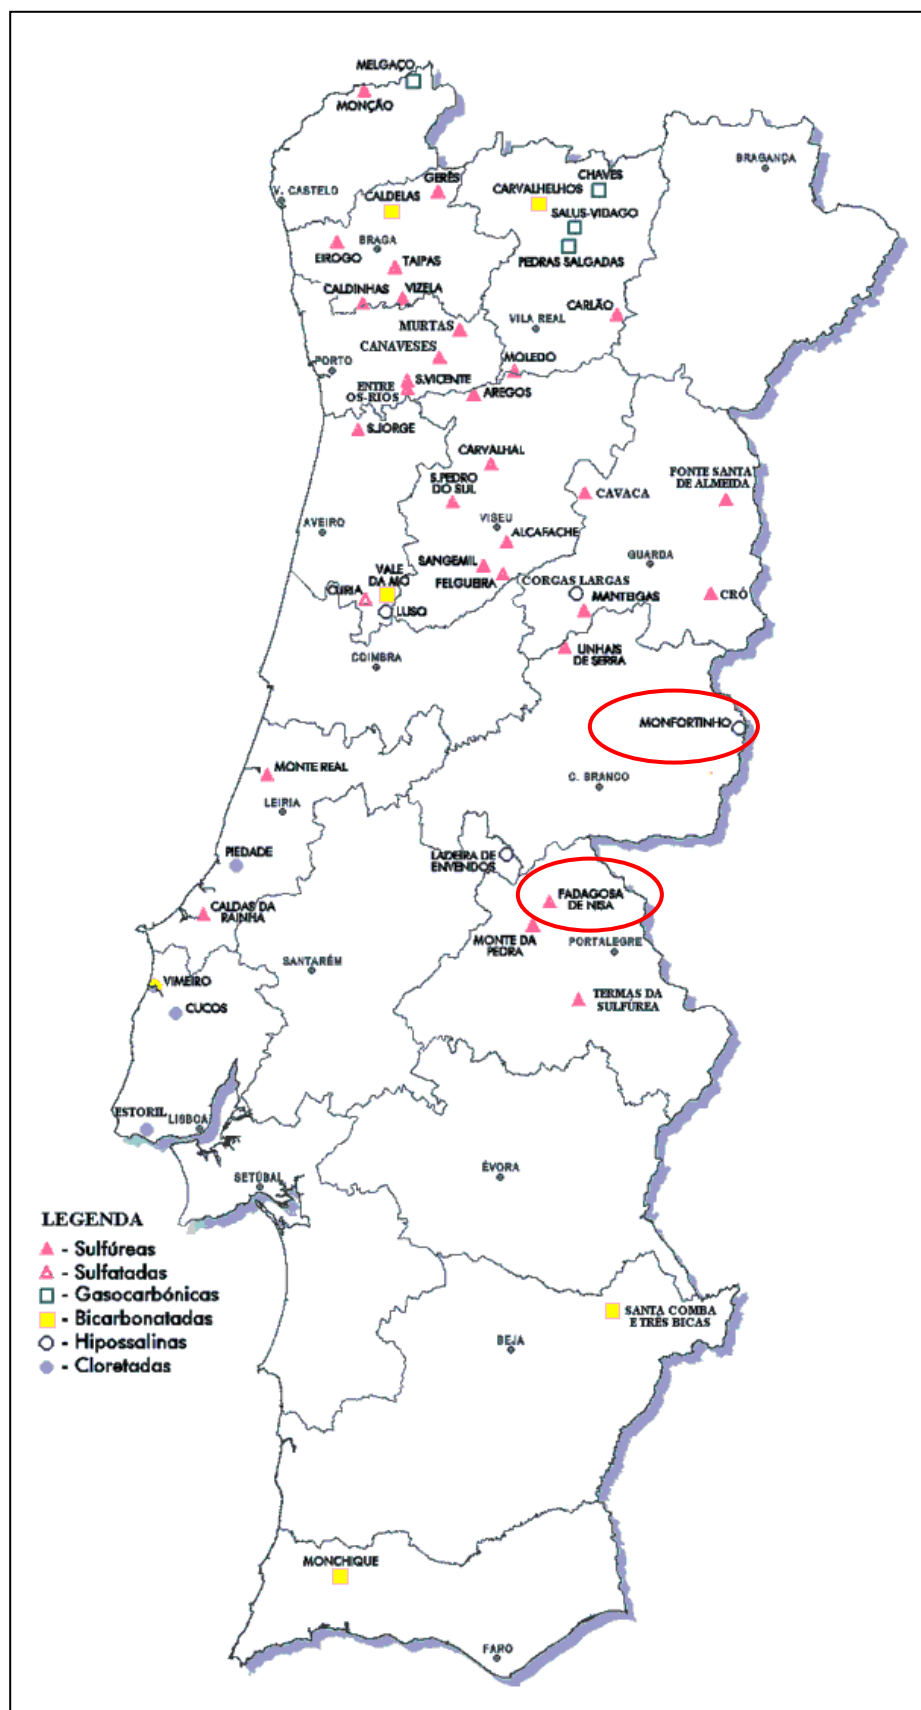 MELGAÇO
MONÇÃO
BRAGANÇA
GERÊS
CHAVES
V. CASTELO
CALDELAS
CARVALHELHOS
SALUS-VIDAGO
BRAGA
EIROGO
TAIPAS
PEDRAS SALGADAS
CALDINHAS
VIZELA
CARLÃO
MURTAS
VILA REAL
CANAVESES
PORTO
MOLEDO
S.VICENTE
ENTRE
OS-RIOS
AREGOS
S.JORGE
CARVALHAL
S.PEDRO
DO SUL
FONTE SANTA
DE ALMEIDA
CAVACA
AVEIRO
VISEU
ALCAFACHE
GUARDA
SANGEMIL
VALE
DA MÓ
FELGUEIRA
CORGAS LARGAS
CURIA
MANTEIGAS
CRÓ
LUSO
UNHAIS
DE SERRA
COIMBRA
MONFORTINHO
MONTE REAL
C. BRANCO
LEIRIA
PIEDADE
LADEIRA DE
ENVENDOS
FADAGOSA
DE NISA
CALDAS DA
RAINHA
MONTE DA
PEDRA
PORTALEGRE
SANTARÉM
VIMEIRO
TERMAS DA
SULFÚREA
CUCOS
ESTORIL
LISBOA
ÉVORA
SETÚBAL
LEGENDA
- Sulfúreas
- Sulfatadas
- Gasocarbónicas
- Bicarbonatadas
- Hipossalinas
- Cloretadas
SANTA COMBA
E TRÊS BICAS
BEJA
MONCHIQUE
FARO